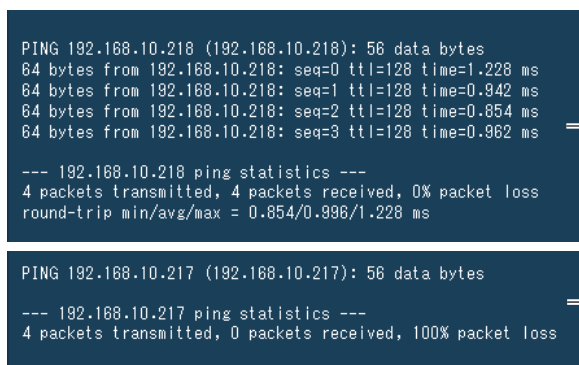 PING 192.168.10.218 (192.168.10.218): 56 data bytes
64 bytes from 192.168.10.218: seq=0 ttl=128 time=1.228 ms
64 bytes from 192.168.10.218: seq=1 ttl=128 time=0.942 ms
64 bytes from 192.168.10.218: seq=2 ttl=128 time=0.854 ms
64 bytes from 192.168.10.218: seq=3 ttl=128 time=0.962 ms
--- 192.168.10.218 ping statistics ---
4 packets transmitted, 4 packets received, 0% packet loss
round-trip min/avg/max = 0.854/0.996/1.228 ms
PING 192.168.10.217 (192.168.10.217): 56 data bytes
--- 192.168.10.217 ping statistics ---
4 packets transmitted, 0 packets received, 100% packet loss